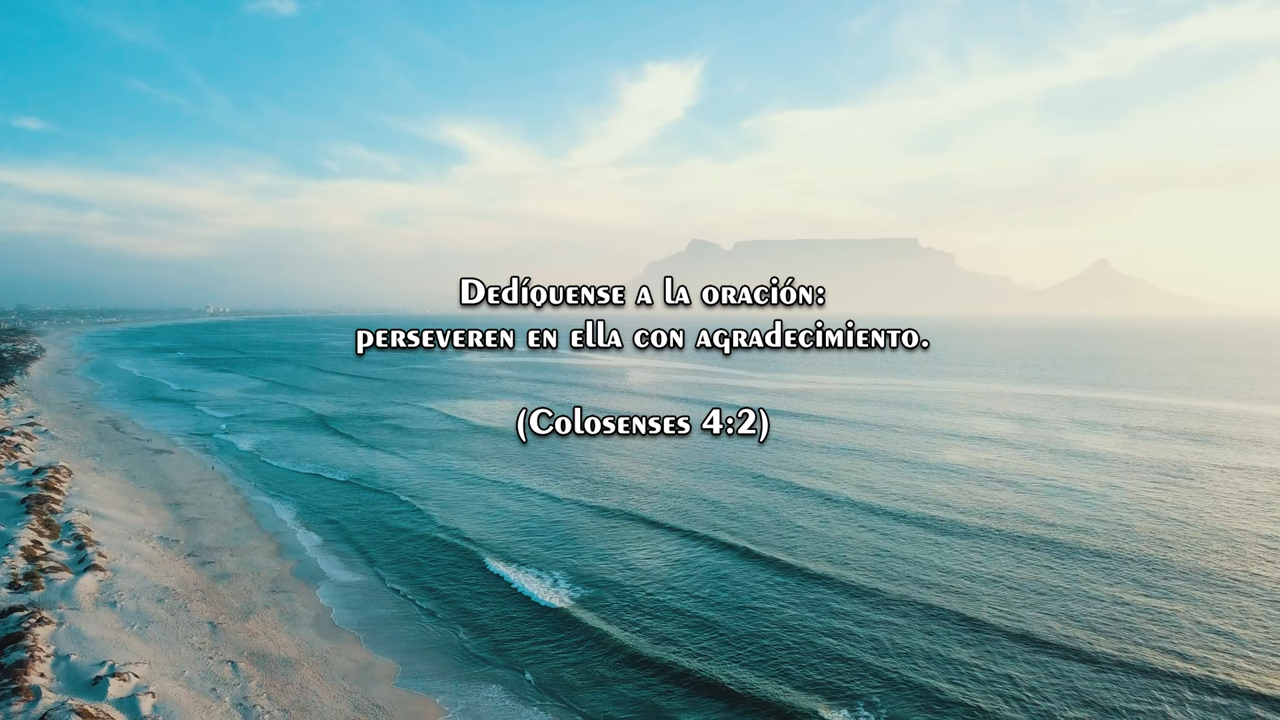 Dedíquense a la oración:
perseveren en ella con agradecimiento.
(Colosenses 4:2)